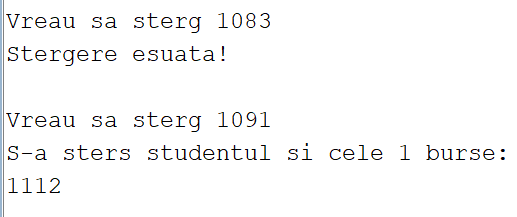 Vreau sa sterg 1083
Stergere esuata!
Vreau sa sterg 1091
S-a sters studentul si cele 1 burse:
1112